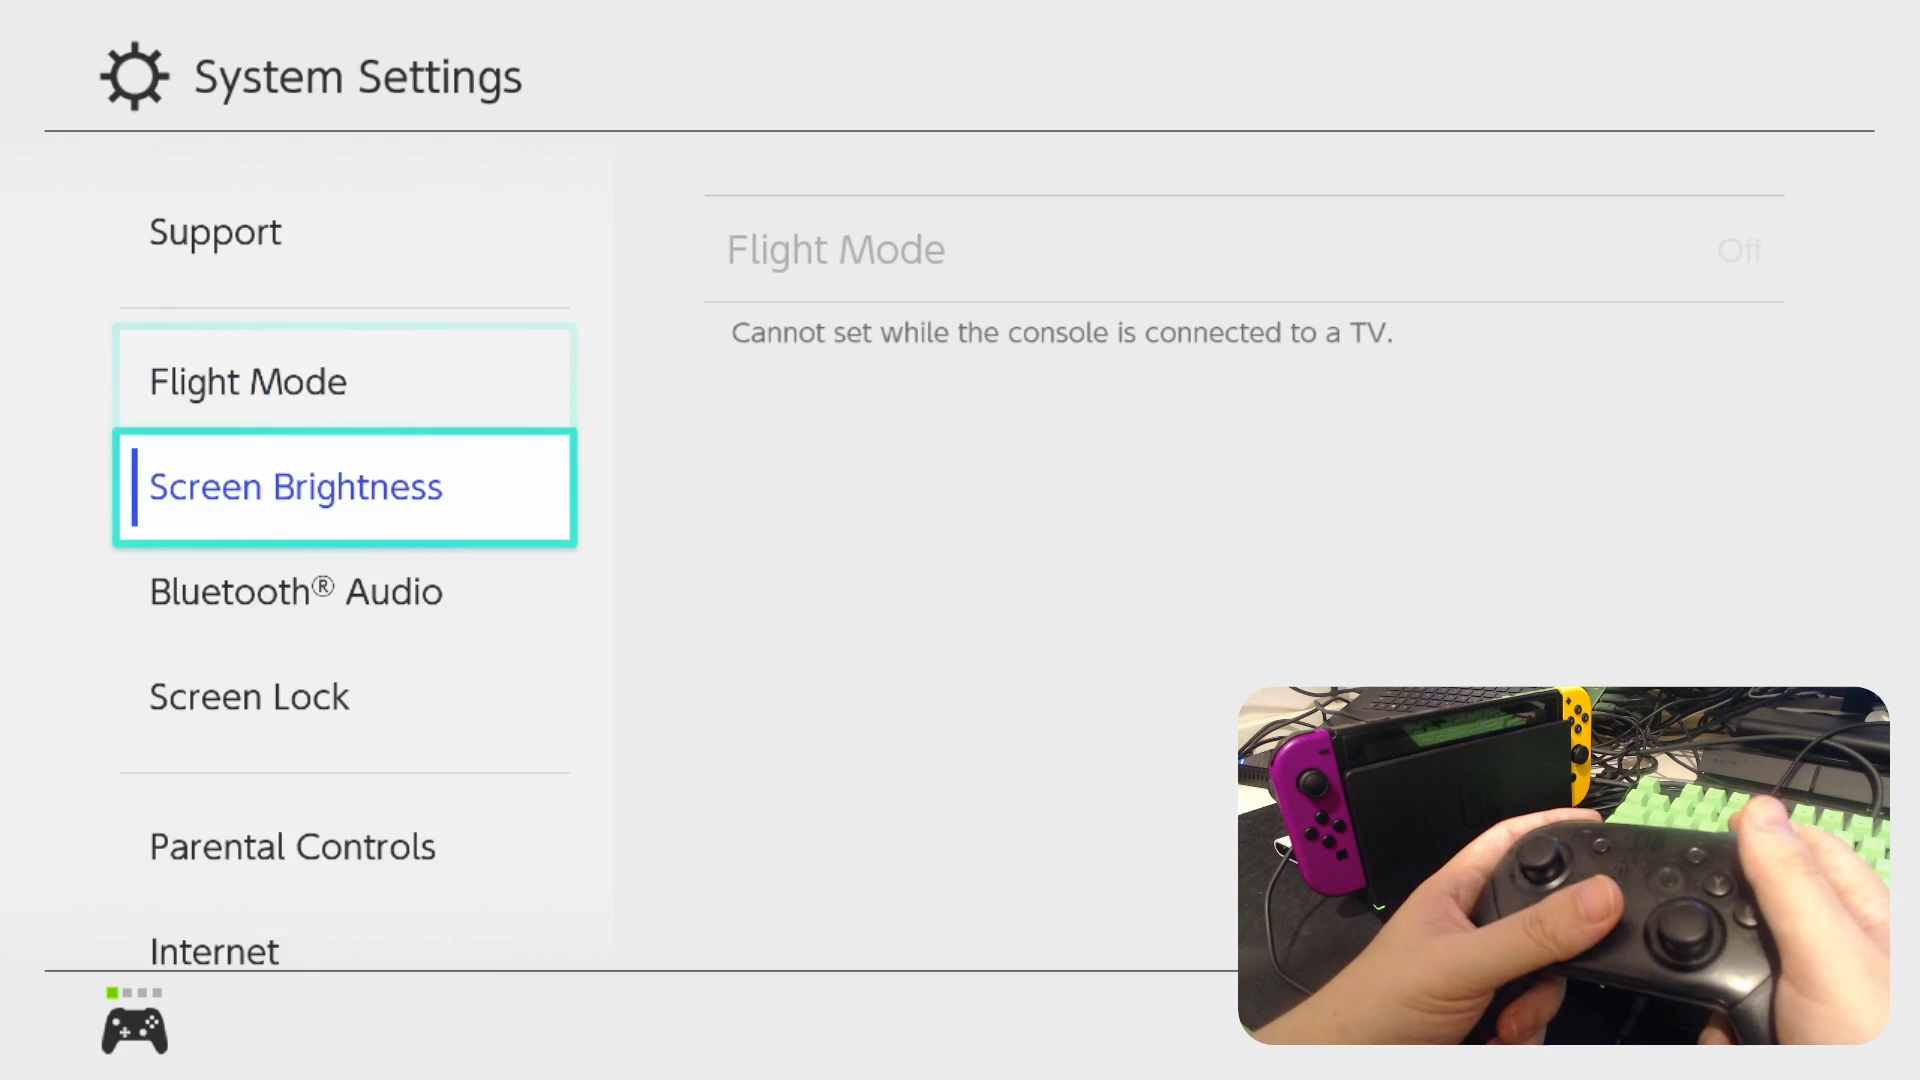 System Settings
Support
Flight Mode
Screen Brightness
Bluetooth® Audio
Screen Lock
Parental Controls
Internet
Flight Mode Off
Cannot set while the console is connected to a TV.